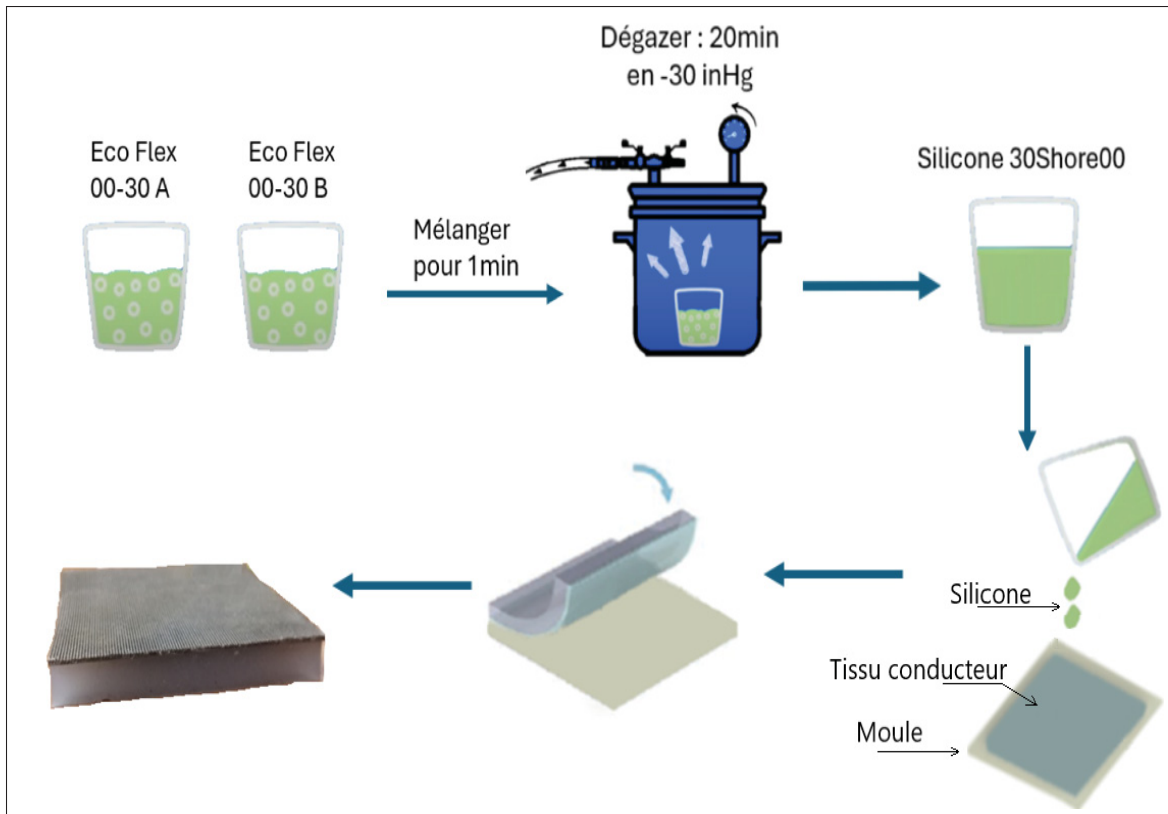 Dégazer : 20min
en -30 inHg
Eco Flex
00-30 A
Eco Flex
00-30 B
Mélanger
pour 1min
Silicone 30Shore00
Silicone
Tissu conducteur
Moule